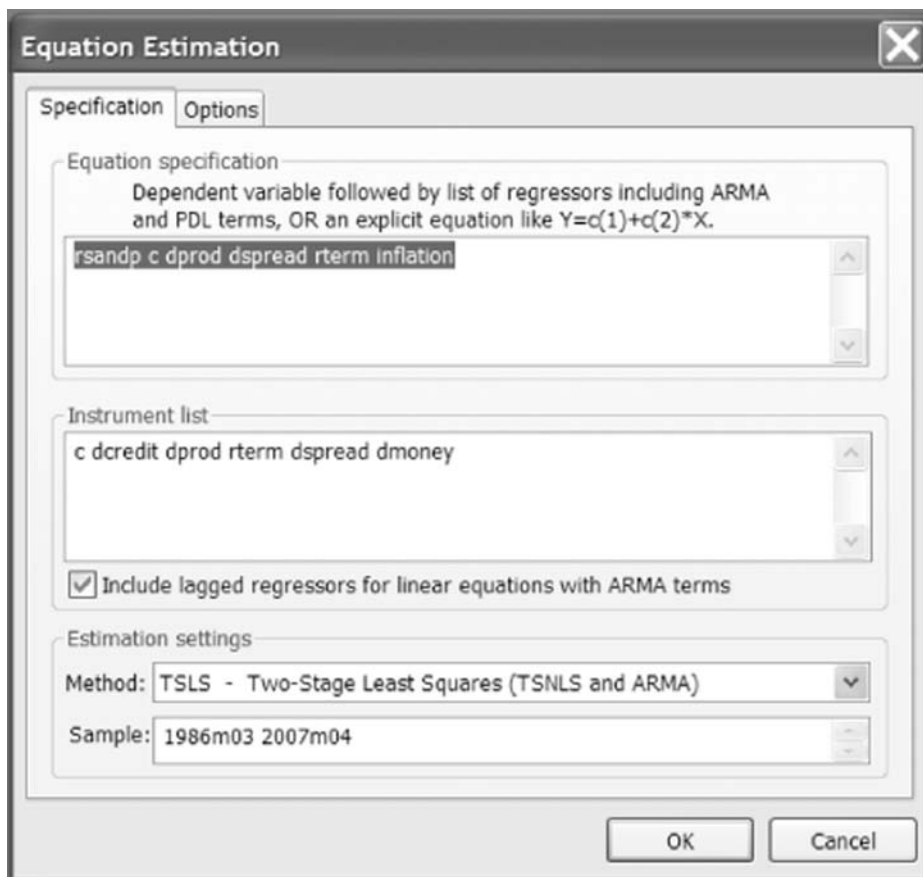 Equation Estimation
Specification
Options
Equation specification
Dependent variable followed by list of regressors including ARMA
and PDL terms, OR an explicit equation like Y=c(1)+c(2)*X.
rsandp c dprod dspread rterm inflation
Instrument list
c dcredit dprod rterm dspread dmoney
Include lagged regressors for linear equations with ARMA terms
Estimation settings
Method: TSLS - Two-Stage Least Squares (TSNLS and ARMA)
Sample: 1986m03 2007m04
OK Cancel